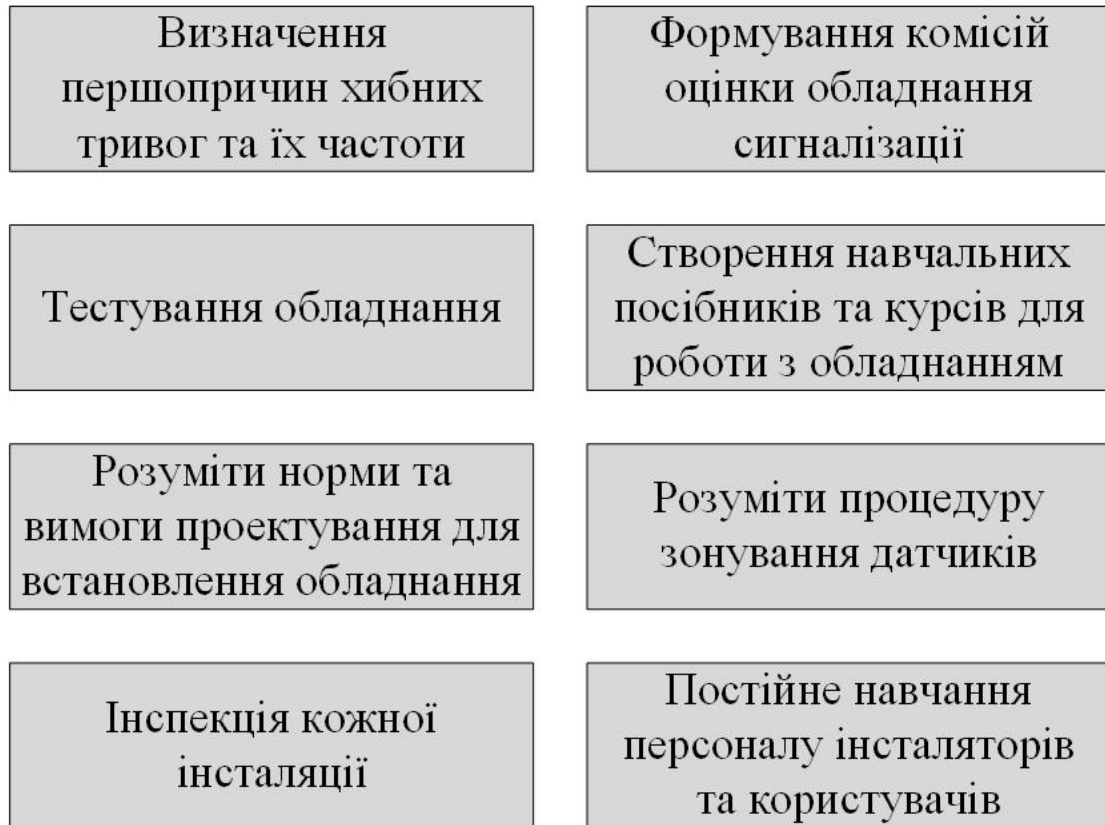 Визначення
першопричин хибних
тривог та їх частоти
Формування комісій
оцінки обладнання
сигналізації
Тестування обладнання
Створення навчальних
посібників та курсів для
роботи з обладнанням
Розуміти норми та
вимоги проектування для
встановлення обладнання
Розуміти процедуру
зонування датчиків
Інспекція кожної
інсталяції
Постійне навчання
персоналу інсталяторів
та користувачів